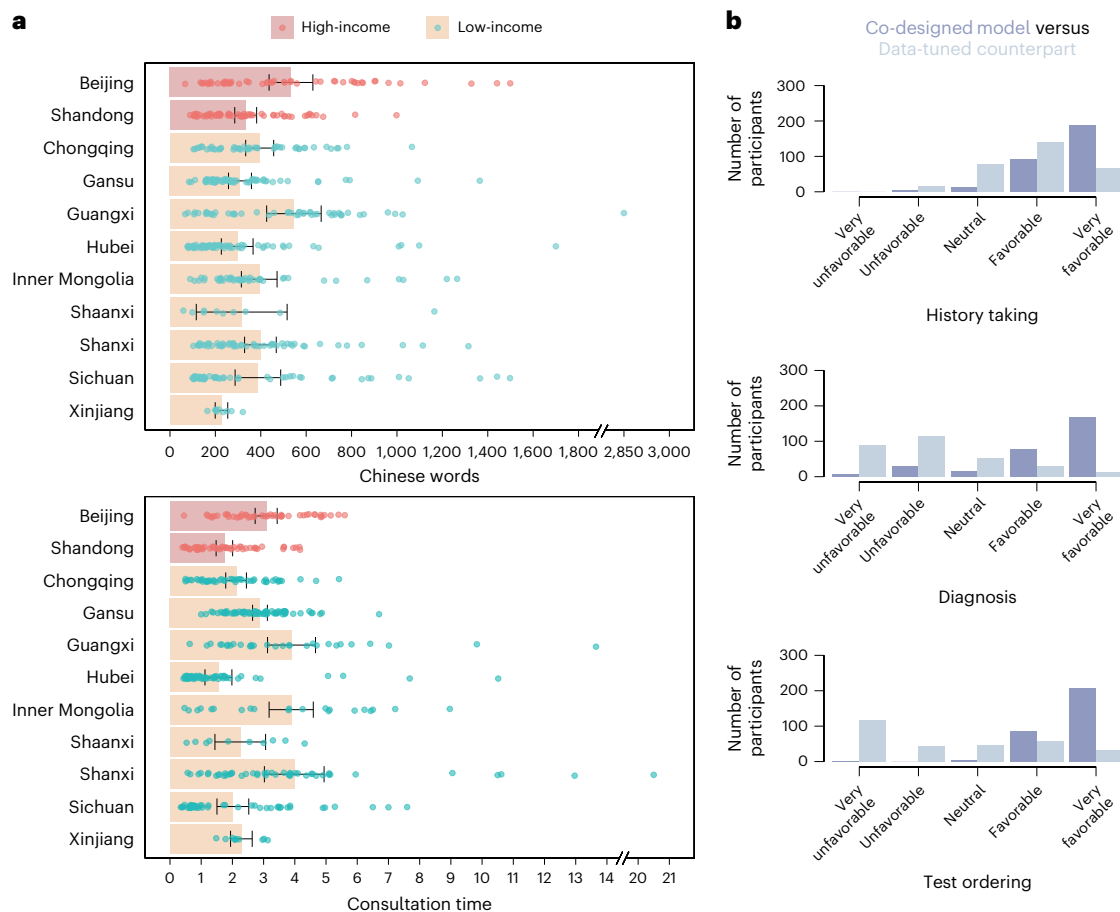 a
High-income
Low-income
Beijing
Shandong
Chongqing
Gansu
Guangxi
Hubei
Inner Mongolia
Shaanxi
Shanxi
Sichuan
Xinjiang
0 200 400 600 800 1,000 1,200 1,400 1,600 1,800 2,850 3,000
Chinese words
Beijing
Shandong
Chongqing
Gansu
Guangxi
Hubei
Inner Mongolia
Shaanxi
Shanxi
Sichuan
Xinjiang
0 1 2 3 4 5 6 7 8 9 10 11 12 13 14 20 21
Consultation time
b
Co-designed model versus
Data-tuned counterpart
Number of
participants
300
200
100
0
Very
unfavorable
Unfavorable
Neutral
Favorable
Very
favorable
History taking
Number of
participants
300
200
100
0
Very
unfavorable
Unfavorable
Neutral
Favorable
Very
favorable
Diagnosis
Number of
participants
300
200
100
0
Very
unfavorable
Unfavorable
Neutral
Favorable
Very
favorable
Test ordering